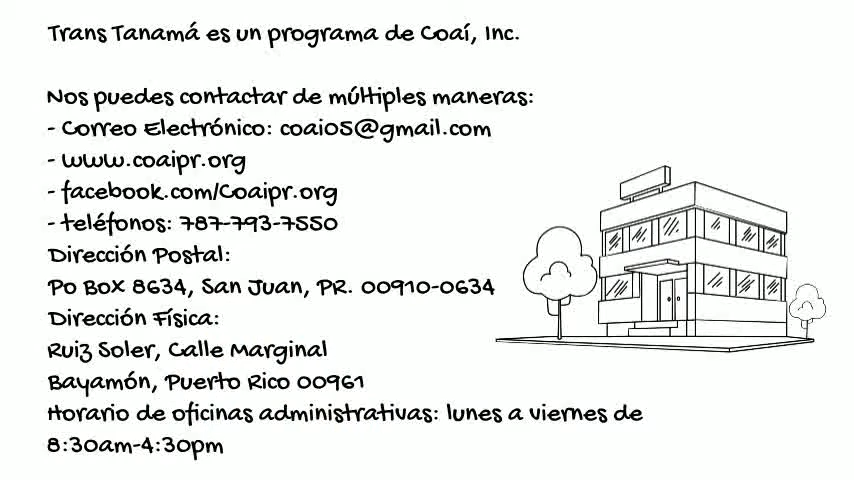 Trans Tanamá es un programa de Coaí, Inc.
Nos puedes contactar de múltiples maneras:
- Correo Electrónico: coai05@gmail.com
- www.coaipr.org
- facebook.com/Coaipr.org
- teléfonos: 787-793-7550
Dirección Postal:
Po Box 8634, San Juan, PR. 00910-0634
Dirección Física:
Ruiz Soler, Calle Marginal
Bayamón, Puerto Rico 00961
Horario de oficinas administrativas: lunes a viernes de
8:30am-4:30pm